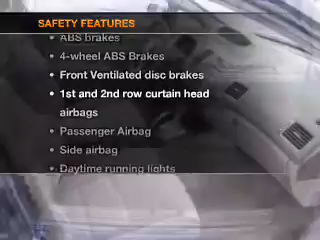 SAFETY FEATURES
• ABS brakes
• 4-wheel ABS Brakes
• Front Ventilated disc brakes
• 1st and 2nd row curtain head
airbags
• Passenger Airbag
• Side airbag
• Daytime running lights